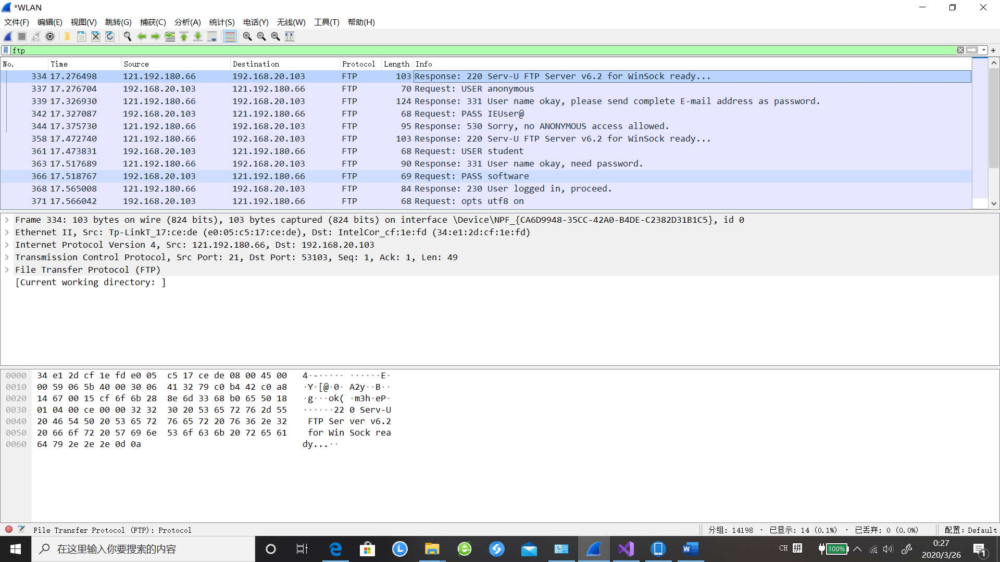 *WLAN
文件(F) 编辑(E) 视图(V) 跳转(G) 捕获(C) 分析(A) 统计(S) 电话(Y) 无线(W) 工具(T) 帮助(H)
ftp
No. Time Source Destination Protocol Length Info
334 17.276498 121.192.180.66 192.168.20.103 FTP 103 Response: 220 Serv-U FTP Server v6.2 for WinSock ready...
337 17.276704 192.168.20.103 121.192.180.66 FTP 70 Request: USER anonymous
339 17.326930 121.192.180.66 192.168.20.103 FTP 124 Response: 331 User name okay, please send complete E-mail address as password.
342 17.327087 192.168.20.103 121.192.180.66 FTP 68 Request: PASS IEUser@
344 17.375730 121.192.180.66 192.168.20.103 FTP 95 Response: 530 Sorry, no ANONYMOUS access allowed.
358 17.472740 121.192.180.66 192.168.20.103 FTP 103 Response: 220 Serv-U FTP Server v6.2 for WinSock ready...
361 17.473831 192.168.20.103 121.192.180.66 FTP 68 Request: USER student
363 17.517689 121.192.180.66 192.168.20.103 FTP 90 Response: 331 User name okay, need password.
366 17.518767 192.168.20.103 121.192.180.66 FTP 69 Request: PASS software
368 17.565008 121.192.180.66 192.168.20.103 FTP 84 Response: 230 User logged in, proceed.
371 17.566042 192.168.20.103 121.192.180.66 FTP 68 Request: opts utf8 on
Frame 334: 103 bytes on wire (824 bits), 103 bytes captured (824 bits) on interface \Device\NPF_{CA6D9948-35CC-42A0-B4DE-C2382D31B1C5}, id 0
Ethernet II, Src: Tp-LinkT_17:ce:de (e0:05:c5:17:ce:de), Dst: IntelCor_cf:1e:fd (34:e1:2d:cf:1e:fd)
Internet Protocol Version 4, Src: 121.192.180.66, Dst: 192.168.20.103
Transmission Control Protocol, Src Port: 21, Dst Port: 53103, Seq: 1, Ack: 1, Len: 49
File Transfer Protocol (FTP)
[Current working directory: ]
0000 34 e1 2d cf 1e fd e0 05 c5 17 ce de 08 00 45 00 4·-····· ······E·
0010 00 59 06 5b 40 00 30 06 41 32 79 c0 b4 42 c0 a8 ·Y·[@·0· A2y··B··
0020 14 67 00 15 cf 6f 6b 28 8e 6d 33 68 b0 65 50 18 ·g···ok( ·m3h·eP·
0030 01 04 00 ce 00 00 32 32 30 20 53 65 72 76 2d 55 ······22 0 Serv-U
0040 20 46 54 50 20 53 65 72 76 65 72 20 76 36 2e 32 FTP Ser ver v6.2
0050 20 66 6f 72 20 57 69 6e 53 6f 63 6b 20 72 65 61 for Win Sock rea
0060 64 79 2e 2e 2e 0d 0a dy...··
File Transfer Protocol (FTP): Protocol 分组: 14198 · 已显示: 14 (0.1%) · 已丢弃: 0 (0.0%) 配置: Default
在这里输入你要搜索的内容 CH 拼 100% 0:27
2020/3/26 1